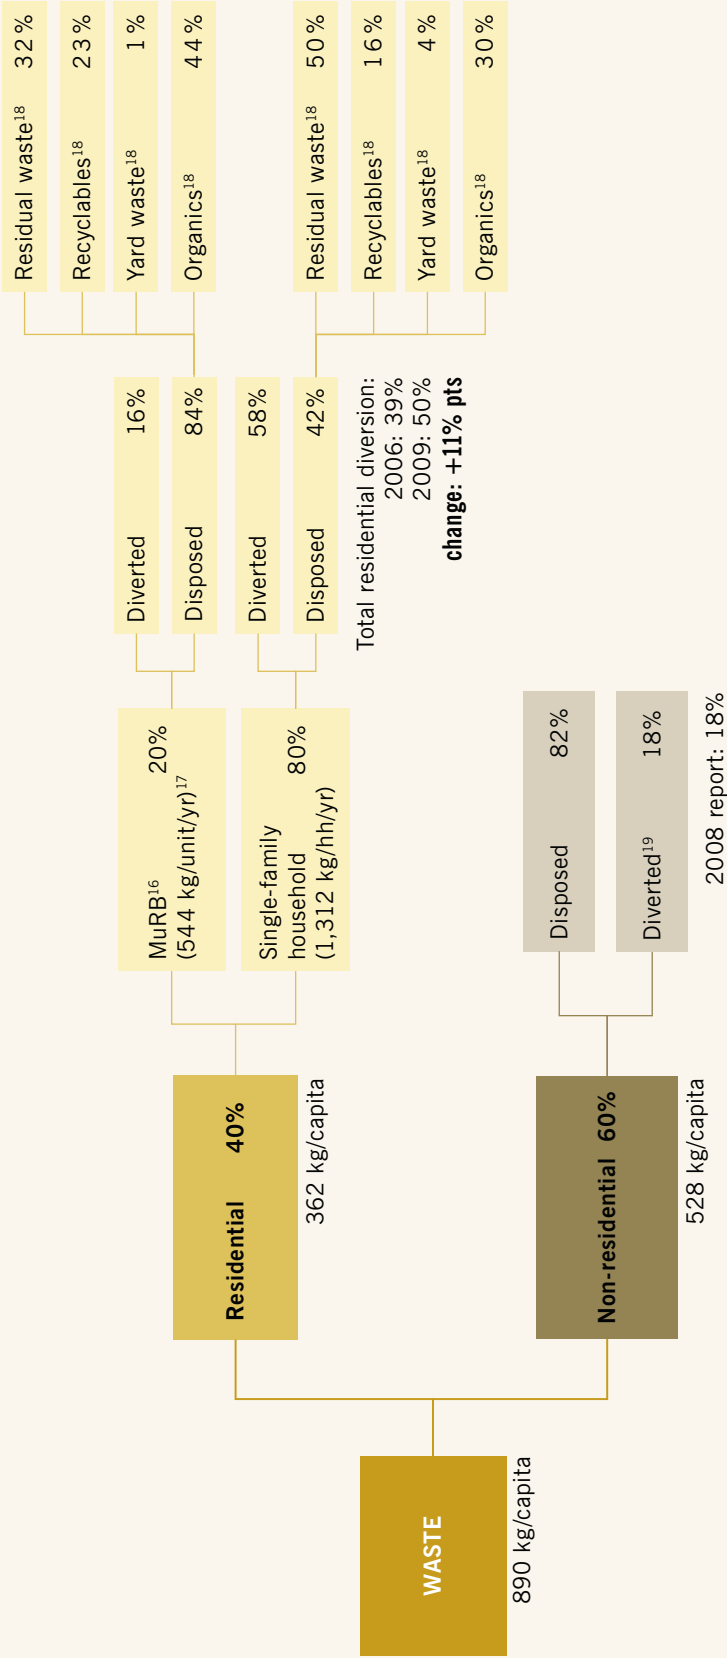 WASTE
890 kg/capita
Residential 40%
362 kg/capita
MuRB16 20%
(544 kg/unit/yr)17
Diverted 16%
Disposed 84%
Residual waste18 32%
Recyclables18 23%
Yard waste18 1%
Organics18 44%
Single-family
household 80%
(1,312 kg/hh/yr)
Diverted 58%
Disposed 42%
Residual waste18 50%
Recyclables18 16%
Yard waste18 4%
Organics18 30%
Total residential diversion:
2006: 39%
2009: 50%
change: +11% pts
Non-residential 60%
528 kg/capita
Disposed 82%
Diverted19 18%
2008 report: 18%